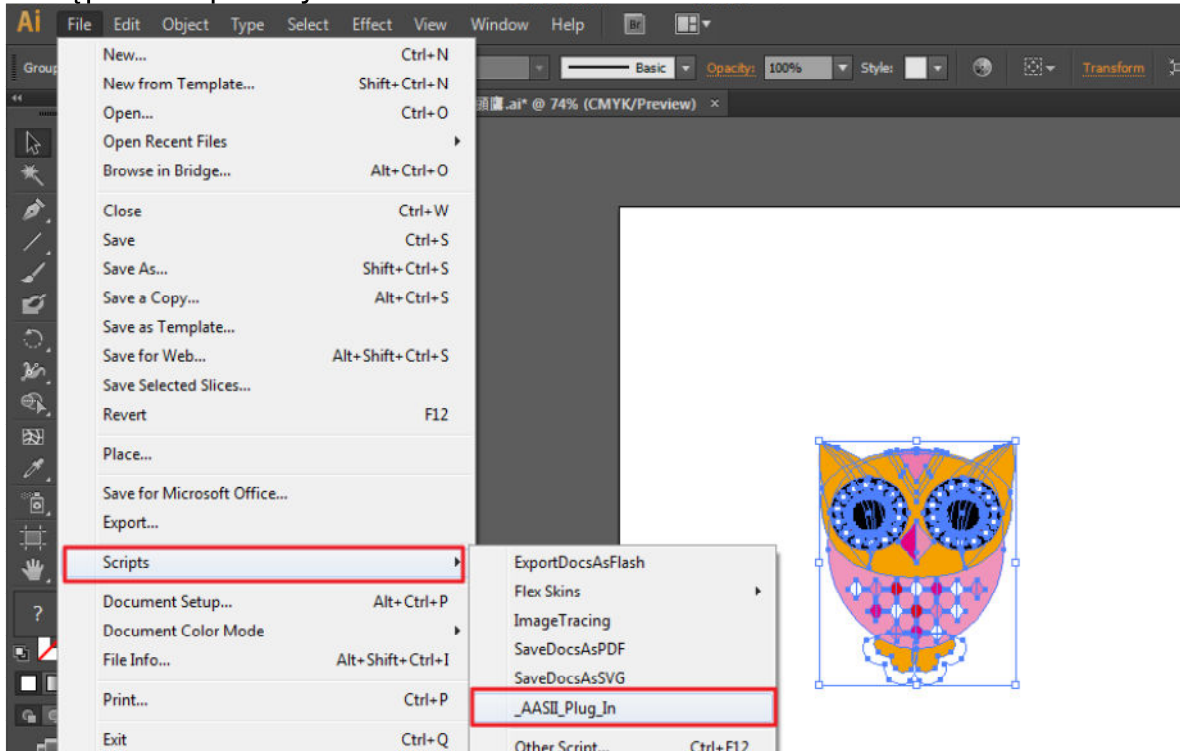 Ai File Edit Object Type Select Effect View Window Help Br
Group Basic Opacity: 100% Style: Transform
頭鷹.ai* @ 74% (CMYK/Preview) ×
New... Ctrl+N
New from Template... Shift+Ctrl+N
Open... Ctrl+O
Open Recent Files
Browse in Bridge... Alt+Ctrl+O
Close Ctrl+W
Save Ctrl+S
Save As... Shift+Ctrl+S
Save a Copy... Alt+Ctrl+S
Save as Template...
Save for Web... Alt+Shift+Ctrl+S
Save Selected Slices...
Revert F12
Place...
Save for Microsoft Office...
Export...
Scripts
Document Setup... Alt+Ctrl+P
Document Color Mode
File Info... Alt+Shift+Ctrl+I
Print... Ctrl+P
Exit Ctrl+Q
ExportDocsAsFlash
Flex Skins
ImageTracing
SaveDocsAsPDF
SaveDocsAsSVG
_AASII_Plug_In
Other Script... Ctrl+F12
?